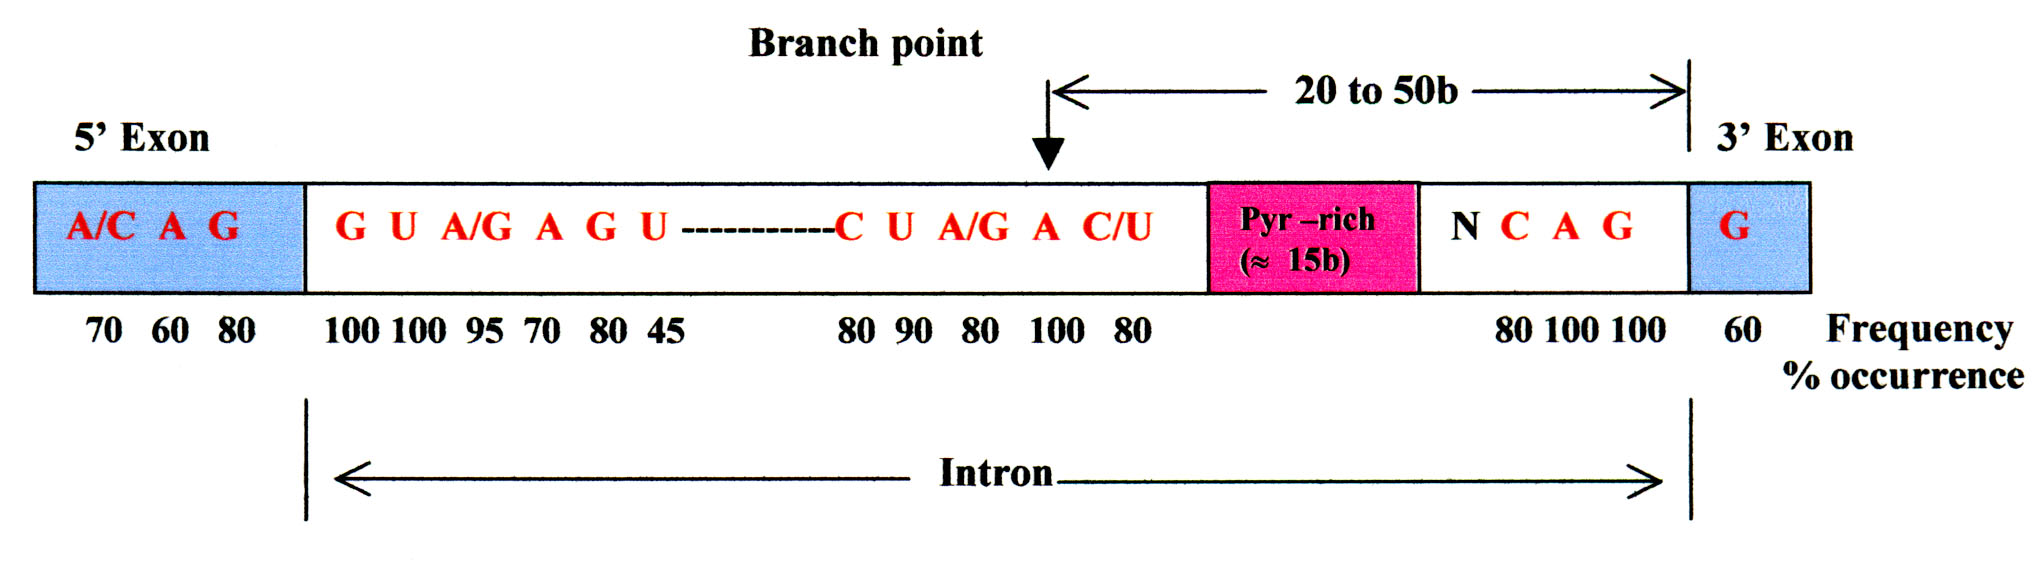 Branch point
20 to 50b
5’ Exon
3’ Exon
A/C A G G U A/G A G U -----------C U A/G A C/U Pyr –rich N C A G G
(≈ 15b)
70 60 80 100 100 95 70 80 45 80 90 80 100 80 80 100 100 60 Frequency
% occurrence
Intron